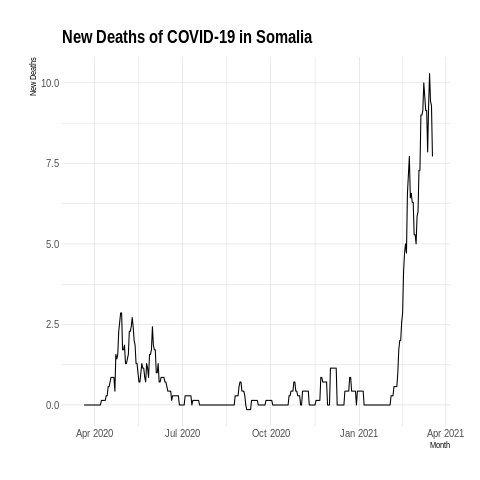 New Deaths of COVID-19 in Somalia
New Deaths
10.0
7.5
5.0
2.5
0.0
Apr 2020 Jul 2020 Oct 2020 Jan 2021 Apr 2021
Month